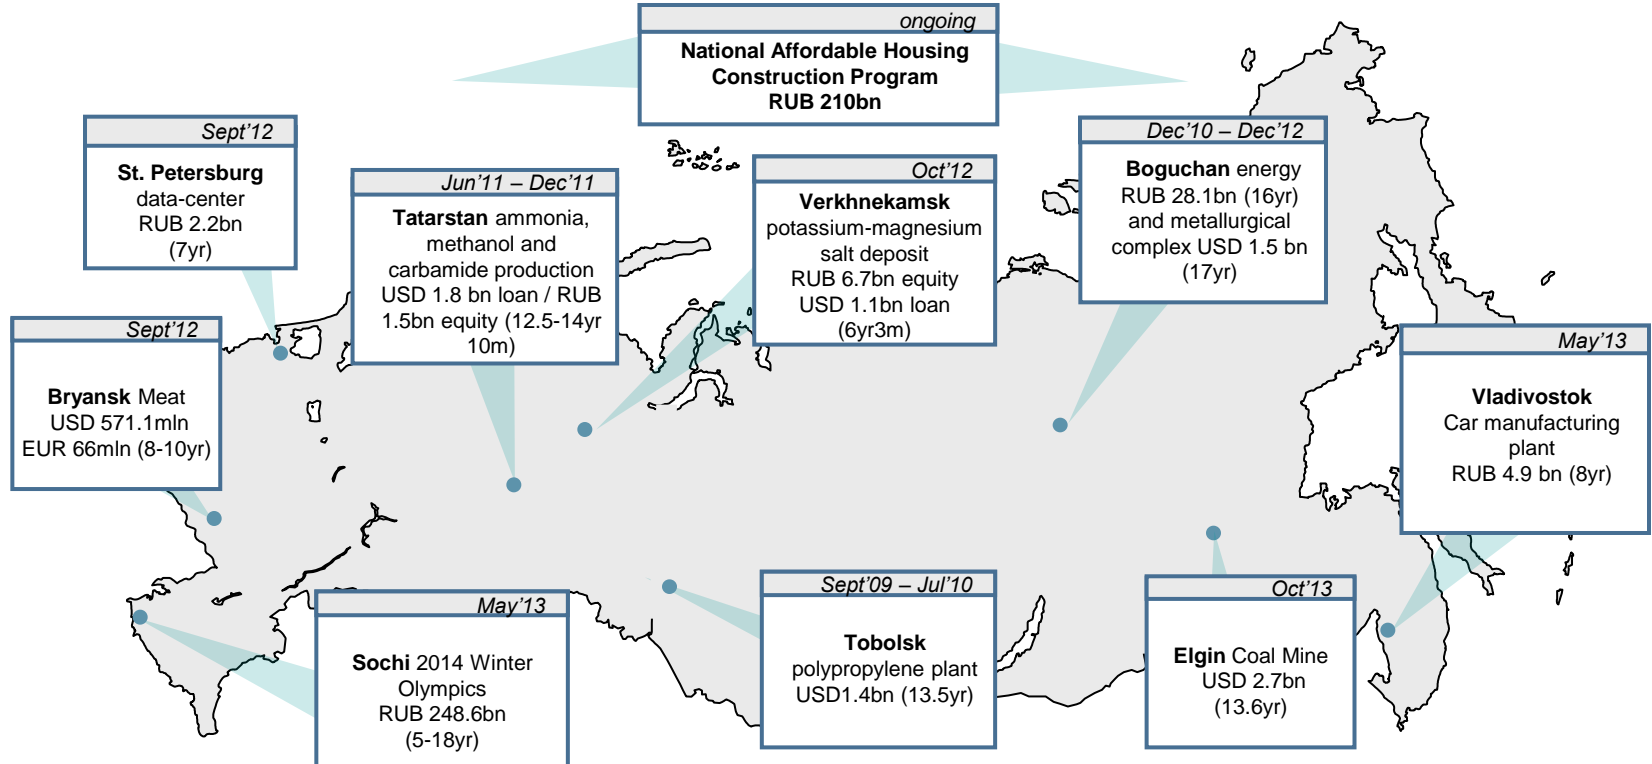 ongoing
National Affordable Housing
Construction Program
RUB 210bn
Sept’12
St. Petersburg
data-center
RUB 2.2bn
(7yr)
Jun’11 – Dec’11
Tatarstan ammonia,
methanol and
carbamide production
USD 1.8 bn loan / RUB
1.5bn equity (12.5-14yr
10m)
Oct’12
Verkhnekamsk
potassium-magnesium
salt deposit
RUB 6.7bn equity
USD 1.1bn loan
(6yr3m)
Dec’10 – Dec’12
Boguchan energy
RUB 28.1bn (16yr)
and metallurgical
complex USD 1.5 bn
(17yr)
Sept’12
Bryansk Meat
USD 571.1mln
EUR 66mln (8-10yr)
May’13
Vladivostok
Car manufacturing
plant
RUB 4.9 bn (8yr)
May’13
Sochi 2014 Winter
Olympics
RUB 248.6bn
(5-18yr)
Sept’09 – Jul’10
Tobolsk
polypropylene plant
USD1.4bn (13.5yr)
Oct’13
Elgin Coal Mine
USD 2.7bn
(13.6yr)